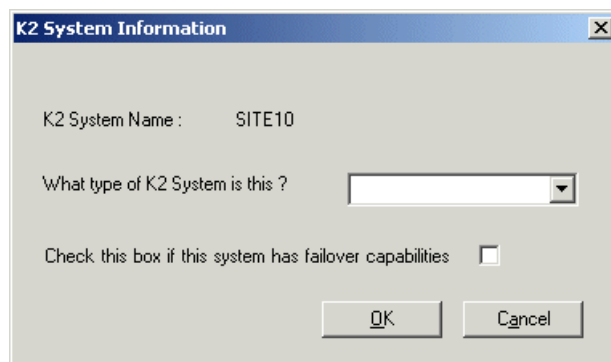 K2 System Information
K2 System Name : SITE10
What type of K2 System is this ?
Check this box if this system has failover capabilities
OK Cancel